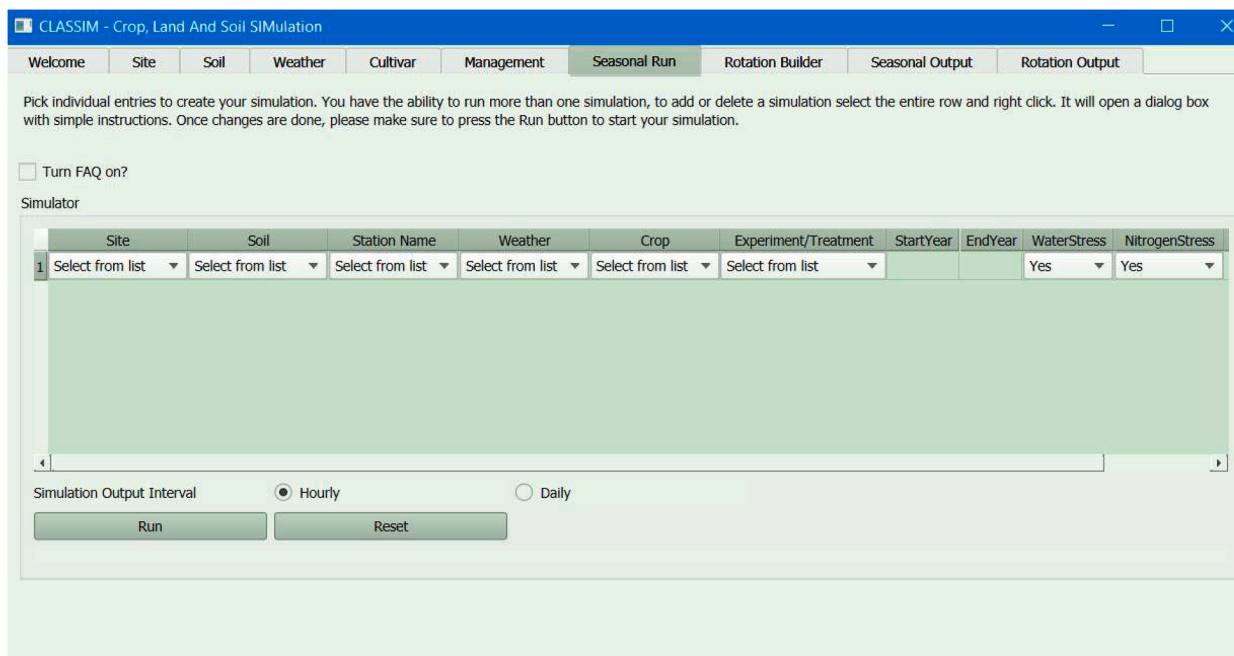 CLASSIM - Crop, Land And Soil SIMulation
Welcome Site Soil Weather Cultivar Management Seasonal Run Rotation Builder Seasonal Output Rotation Output
Pick individual entries to create your simulation. You have the ability to run more than one simulation, to add or delete a simulation select the entire row and right click. It will open a dialog box
with simple instructions. Once changes are done, please make sure to press the Run button to start your simulation.
Turn FAQ on?
Simulator
Site Soil Station Name Weather Crop Experiment/Treatment StartYear EndYear WaterStress NitrogenStress
1 Select from list Select from list Select from list Select from list Select from list Select from list Yes Yes
Simulation Output Interval Hourly Daily
Run Reset